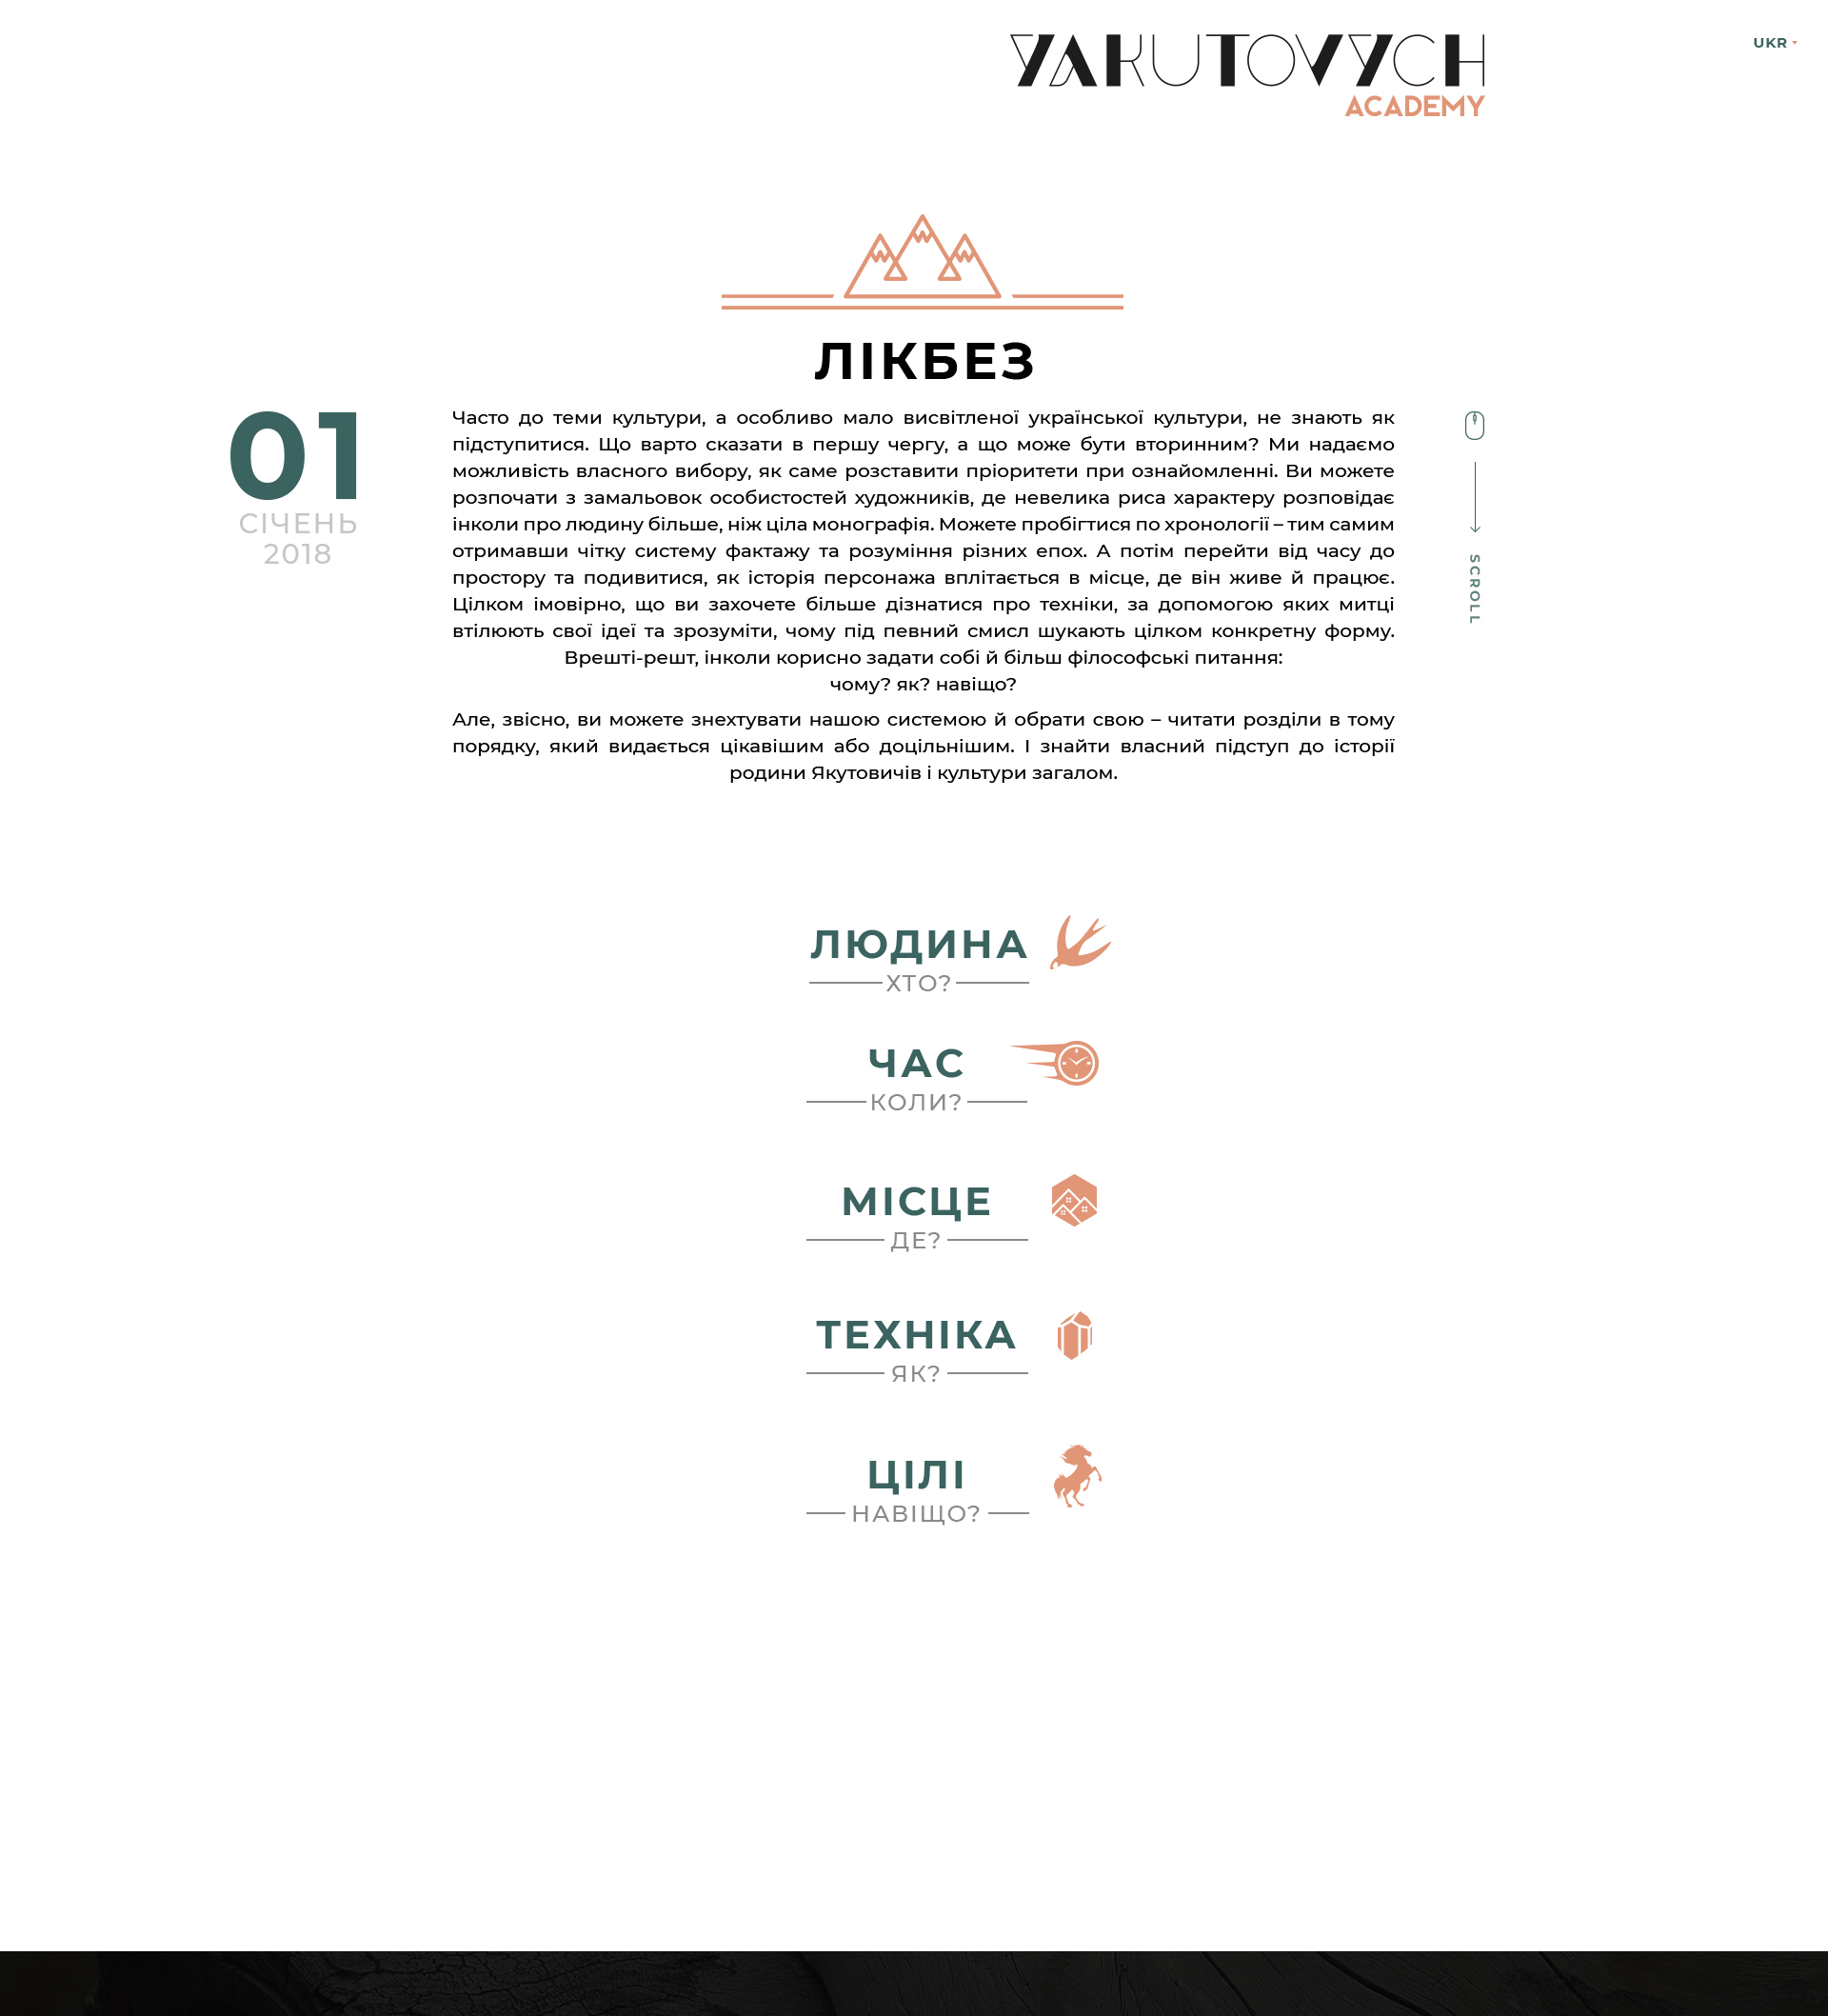 YAKUTOVYCH
ACADEMY
UKR
ЛІКБЕЗ
01
СІЧЕНЬ
2018
Часто до теми культури, а особливо мало висвітленої української культури, не знають як
підступитися. Що варто сказати в першу чергу, а що може бути вторинним? Ми надаємо
можливість власного вибору, як саме розставити пріоритети при ознайомленні. Ви можете
розпочати з замальовок особистостей художників, де невелика риса характеру розповідає
інколи про людину більше, ніж ціла монографія. Можете пробігтися по хронології – тим самим
отримавши чітку систему фактажу та розуміння різних епох. А потім перейти від часу до
простору та подивитися, як історія персонажа вплітається в місце, де він живе й працює.
Цілком імовірно, що ви захочете більше дізнатися про техніки, за допомогою яких митці
втілюють свої ідеї та зрозуміти, чому під певний смисл шукають цілком конкретну форму.
Врешті-решт, інколи корисно задати собі й більш філософські питання:
чому? як? навіщо?
Але, звісно, ви можете знехтувати нашою системою й обрати свою – читати розділи в тому
порядку, який видається цікавішим або доцільнішим. І знайти власний підступ до історії
родини Якутовичів і культури загалом.
SCROLL
ЛЮДИНА
ХТО?
ЧАС
КОЛИ?
МІСЦЕ
ДЕ?
ТЕХНІКА
ЯК?
ЦІЛІ
НАВІЩО?